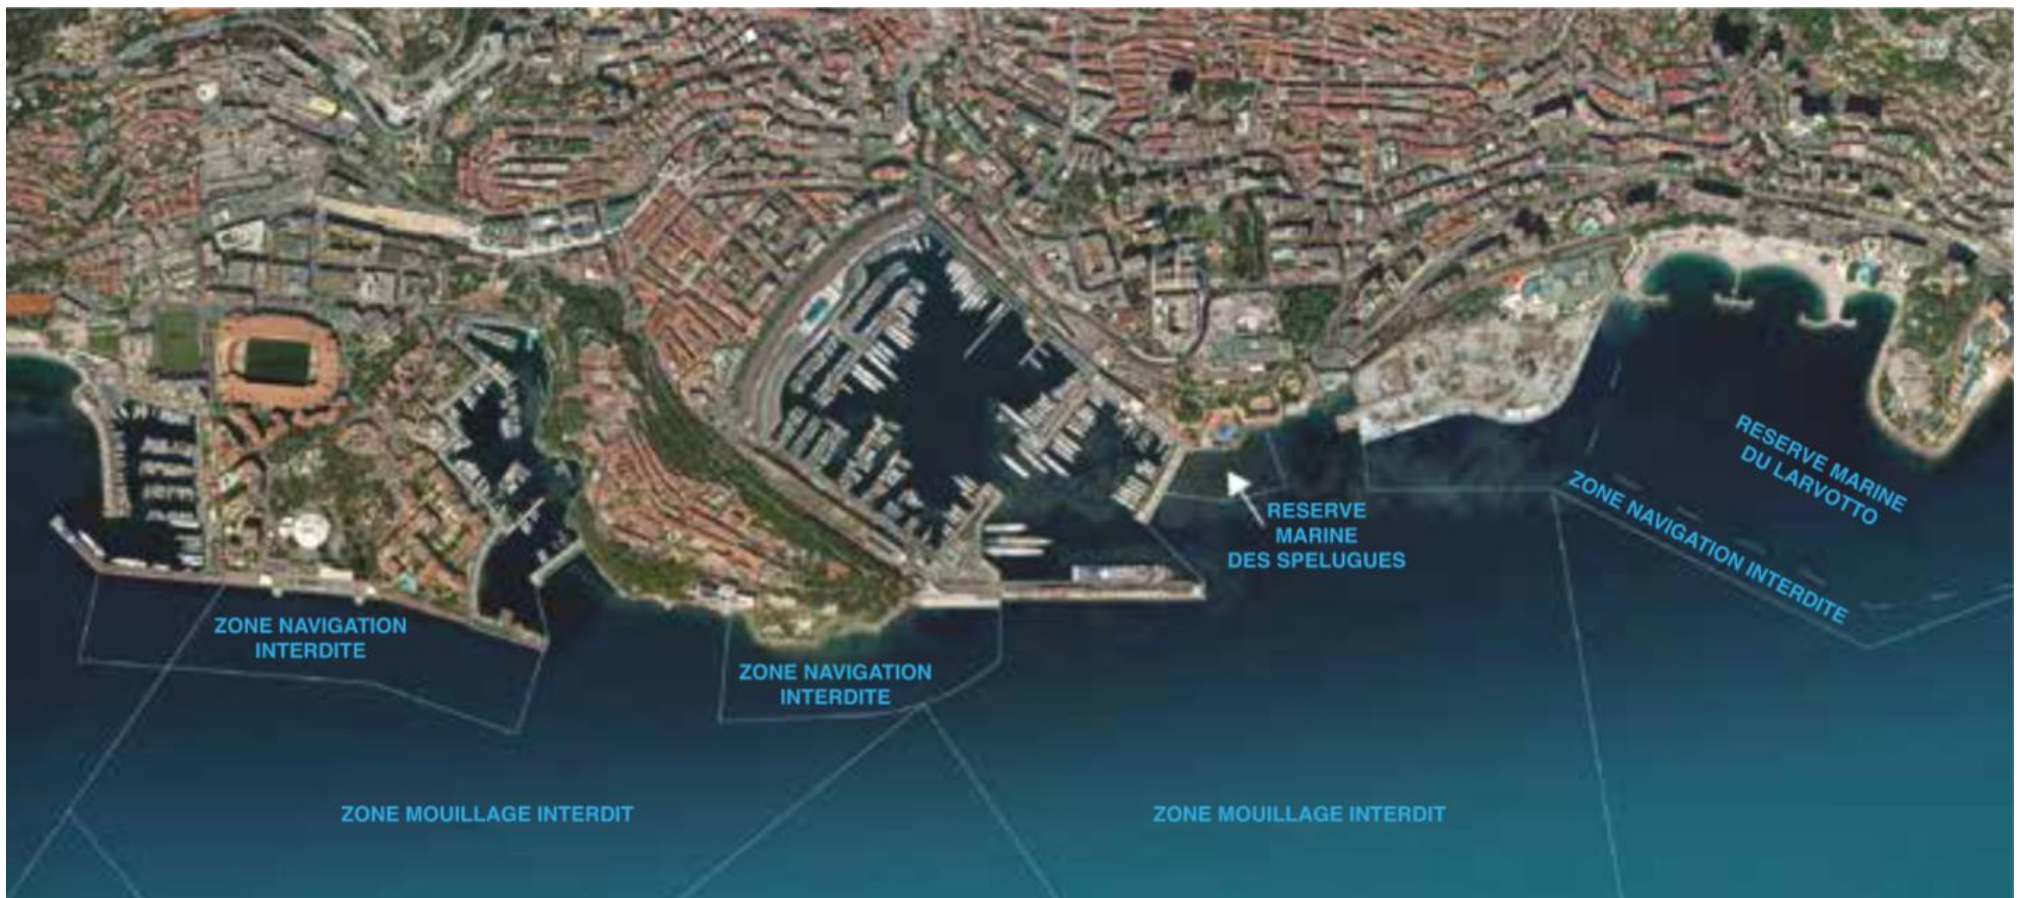 RESERVE MARINE
DU LARVOTTO
ZONE NAVIGATION INTERDITE
RESERVE
MARINE
DES SPELUGUES
ZONE NAVIGATION
INTERDITE
ZONE NAVIGATION
INTERDITE
ZONE MOUILLAGE INTERDIT
ZONE MOUILLAGE INTERDIT